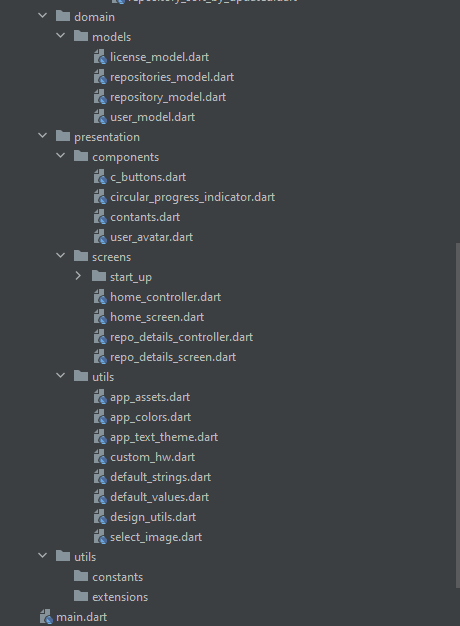 domain
models
license_model.dart
repositories_model.dart
repository_model.dart
user_model.dart
presentation
components
c_buttons.dart
circular_progress_indicator.dart
contants.dart
user_avatar.dart
screens
start_up
home_controller.dart
home_screen.dart
repo_details_controller.dart
repo_details_screen.dart
utils
app_assets.dart
app_colors.dart
app_text_theme.dart
custom_hw.dart
default_strings.dart
default_values.dart
design_utils.dart
select_image.dart
utils
constants
extensions
main.dart